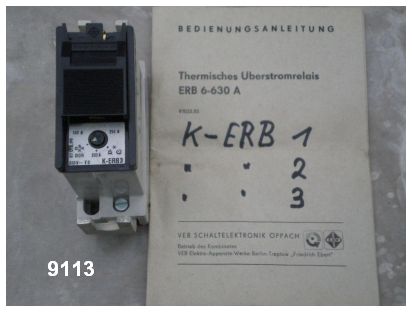 BEDIENUNGSANLEITUNG
Thermisches Überstromrelais
ERB 6-630 A
K-ERB 1
" " 2
" " 3
VEB SCHALTELEKTRONIK OPPACH
Betrieb des Kombinates
VEB Elektro-Apparate-Werke Berlin-Treptow „Friedrich Ebert"
K-ERB3
9113